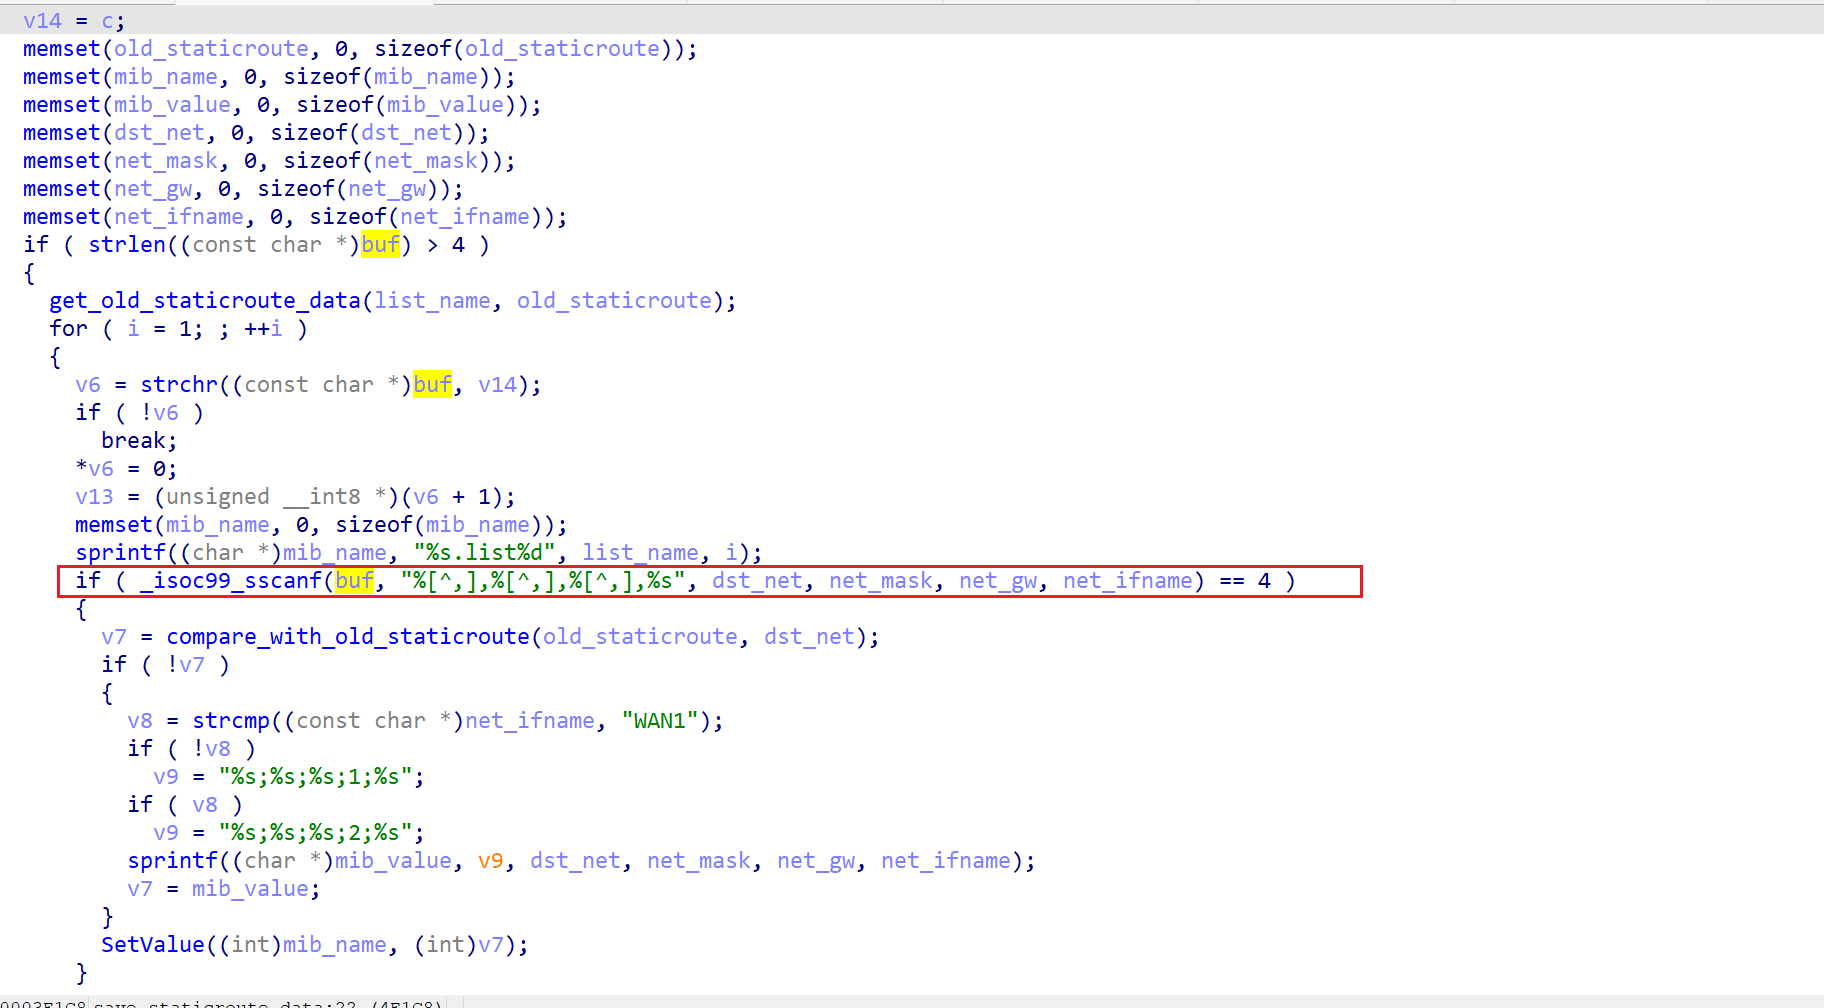 v14 = c;
memset(old_staticroute, 0, sizeof(old_staticroute));
memset(mib_name, 0, sizeof(mib_name));
memset(mib_value, 0, sizeof(mib_value));
memset(dst_net, 0, sizeof(dst_net));
memset(net_mask, 0, sizeof(net_mask));
memset(net_gw, 0, sizeof(net_gw));
memset(net_ifname, 0, sizeof(net_ifname));
if ( strlen((const char *)buf) > 4 )
{
get_old_staticroute_data(list_name, old_staticroute);
for ( i = 1; ; ++i )
{
v6 = strchr((const char *)buf, v14);
if ( !v6 )
break;
*v6 = 0;
v13 = (unsigned __int8 *)(v6 + 1);
memset(mib_name, 0, sizeof(mib_name));
sprintf((char *)mib_name, "%s.list%d", list_name, i);
if ( _isoc99_sscanf(buf, "%[^,],%[^,],%[^,],%s", dst_net, net_mask, net_gw, net_ifname) == 4 )
{
v7 = compare_with_old_staticroute(old_staticroute, dst_net);
if ( !v7 )
{
v8 = strcmp((const char *)net_ifname, "WAN1");
if ( !v8 )
v9 = "%s;%s;%s;1;%s";
if ( v8 )
v9 = "%s;%s;%s;2;%s";
sprintf((char *)mib_value, v9, dst_net, net_mask, net_gw, net_ifname);
v7 = mib_value;
}
SetValue((int)mib_name, (int)v7);
}